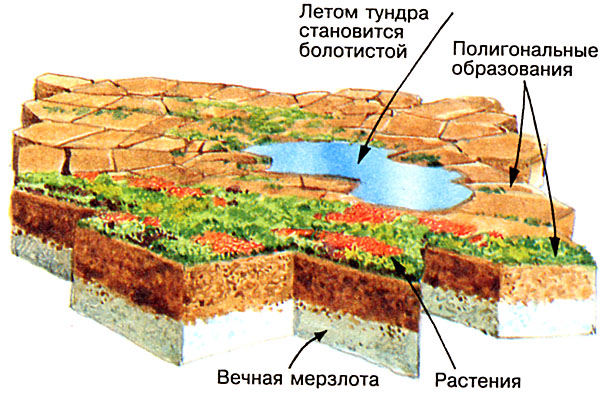 Летом тундра
становится
болотистой
Полигональные
образования
Вечная мерзлота
Растения